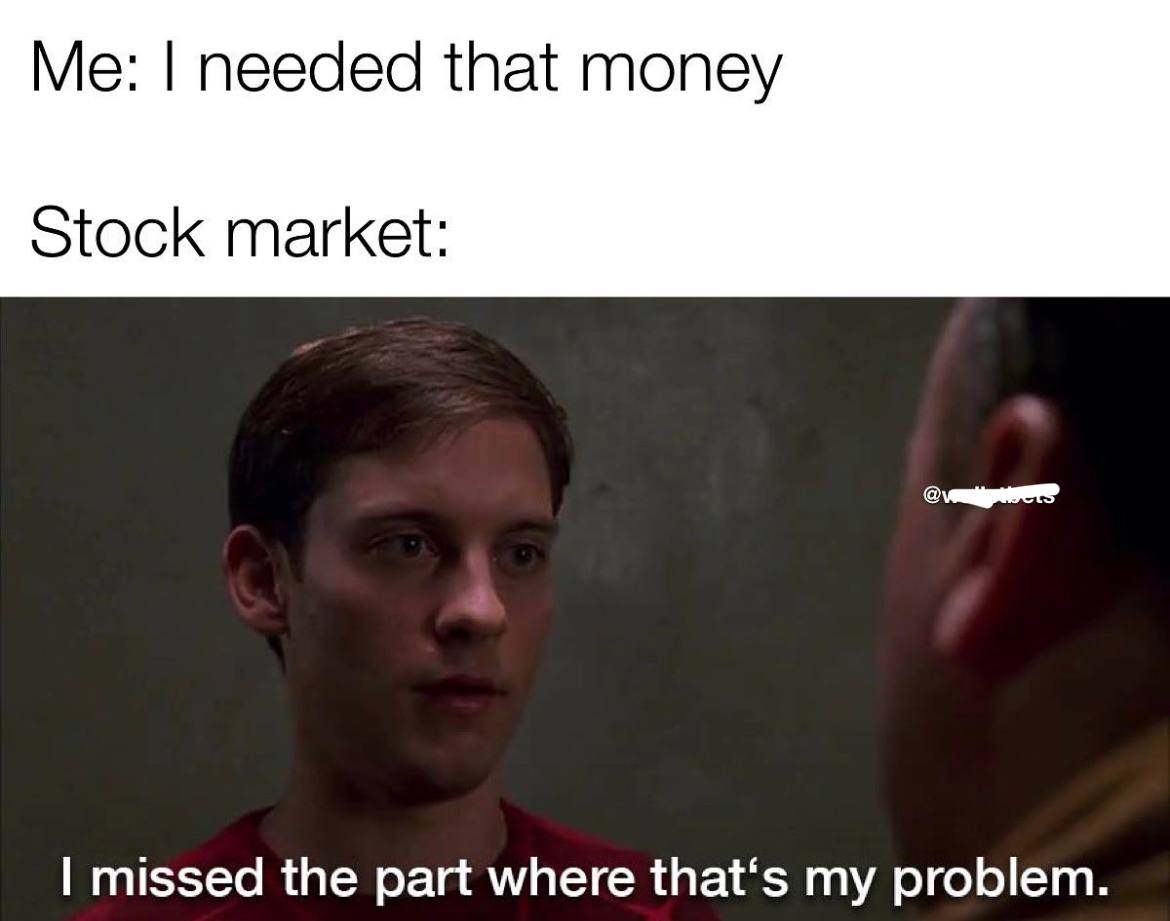 Me: I needed that money
Stock market:
I missed the part where that‘s my problem.